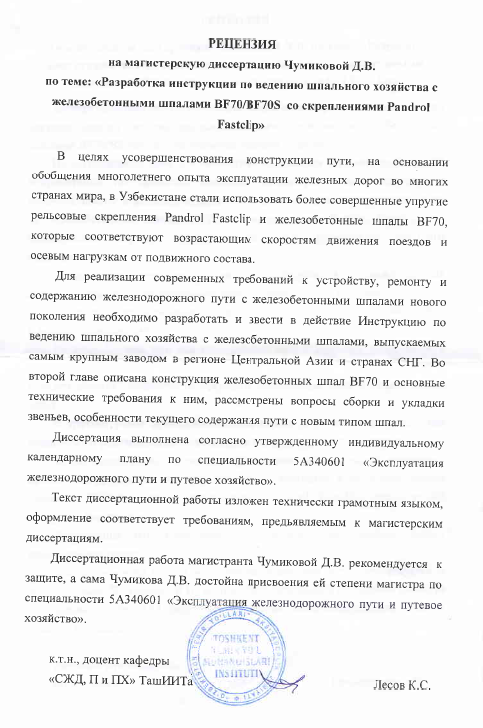 РЕЦЕНЗИЯ
на магистерскую диссертацию Чумиковой Д.В.
по теме: «Разработка инструкции по ведению шпального хозяйства с
железобетонными шпалами BF70/BF70S со скреплениями Pandrol
Fastclip»
В целях усовершенствования конструкции пути, на основании
обобщения многолетнего опыта эксплуатации железных дорог во многих
странах мира, в Узбекистане стали использовать более совершенные упругие
рельсовые скрепления Pandrol Fastclip и железобетонные шпалы BF70,
которые соответствуют возрастающим скоростям движения поездов и
осевым нагрузкам от подвижного состава.
Для реализации современных требований к устройству, ремонту и
содержанию железнодорожного пути с железобетонными шпалами нового
поколения необходимо разработать и звести в действие Инструкцию по
ведению шпального хозяйства с железобетонными шпалами, выпускаемых
самым крупным заводом в регионе Центральной Азии и странах СНГ. Во
второй главе описана конструкция железобетонных шпал BF70 и основные
технические требования к ним, рассмотрены вопросы сборки и укладки
звеньев, особенности текущего содержания пути с новым типом шпал.
Диссертация выполнена согласно утвержденному индивидуальному
календарному плану по специальности 5А340601 «Эксплуатация
железнодорожного пути и путевое хозяйство».
Текст диссертационной работы изложен технически грамотным языком,
оформление соответствует требованиям, предъявляемым к магистерским
диссертациям.
Диссертационная работа магистранта Чумиковой Д.В. рекомендуется к
защите, а сама Чумикова Д.В. достойна присвоения ей степени магистра по
специальности 5А340601 «Эксплуатация железнодорожного пути и путевое
хозяйство».
TOSHKENT
TEMIR YO'L
MUHANDISLARI
INSTITUTI
к.т.н., доцент кафедры
«СЖД, П и ПХ» ТашИИТа
Лесов К.С.